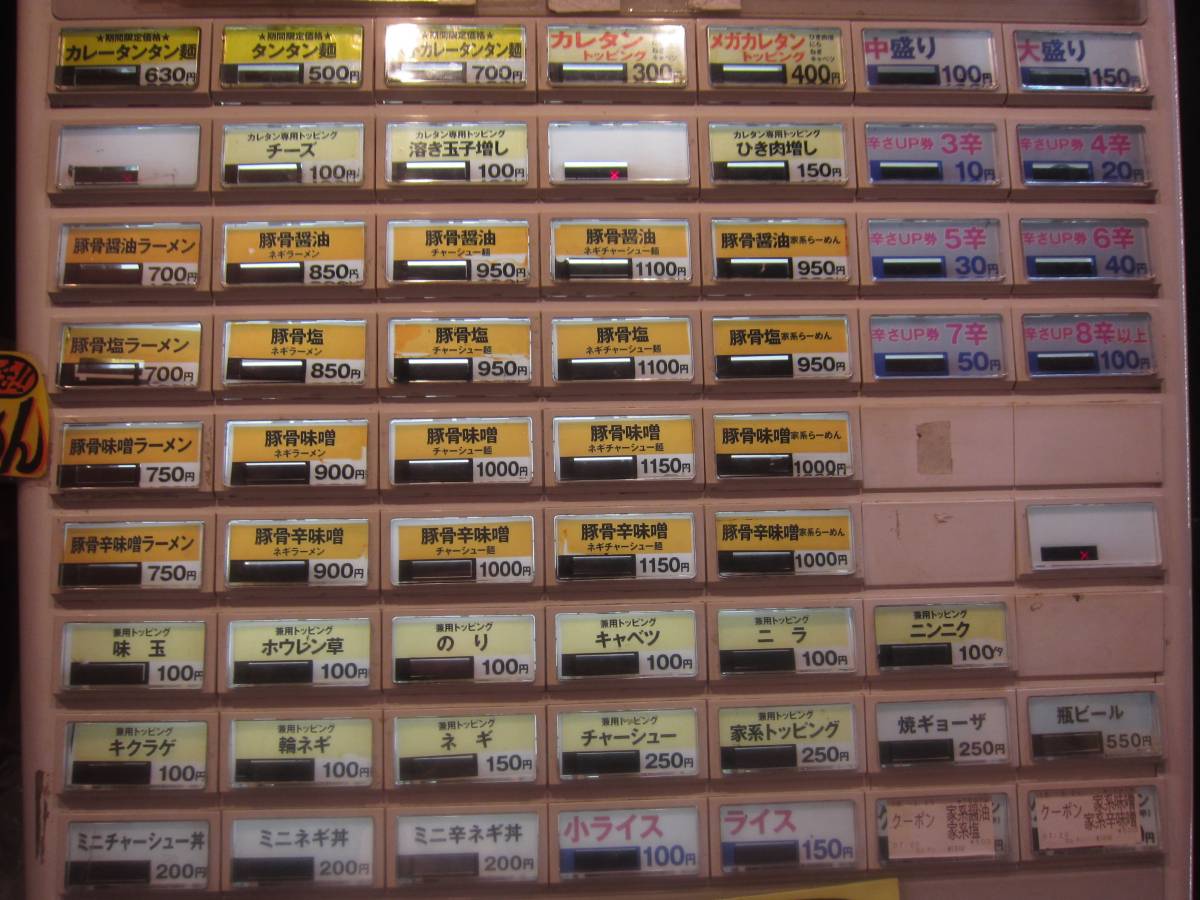 ★期間限定価格★
カレータンタン麺
630円
★期間限定価格★
タンタン麺
500円
★期間限定価格★
カレータンタン麺
700円
カレタン
トッピング
300円
メガカレタン
トッピング
ひき肉増
にら
ねぎ
キャベツ
400円
中盛り
100円
大盛り
150円
カレタン専用トッピング
チーズ
100円
カレタン専用トッピング
溶き玉子増し
100円
カレタン専用トッピング
ひき肉増し
150円
辛さUP券 3辛
10円
辛さUP券 4辛
20円
豚骨醤油ラーメン
700円
豚骨醤油
ネギラーメン
850円
豚骨醤油
チャーシュー麺
950円
豚骨醤油
ネギチャーシュー麺
1100円
豚骨醤油家系らーめん
950円
辛さUP券 5辛
30円
辛さUP券 6辛
40円
豚骨塩ラーメン
700円
豚骨塩
ネギラーメン
850円
豚骨塩
チャーシュー麺
950円
豚骨塩
ネギチャーシュー麺
1100円
豚骨塩家系らーめん
950円
辛さUP券 7辛
50円
辛さUP券 8辛以上
100円
豚骨味噌ラーメン
750円
豚骨味噌
ネギラーメン
900円
豚骨味噌
チャーシュー麺
1000円
豚骨味噌
ネギチャーシュー麺
1150円
豚骨味噌家系らーめん
1000円
豚骨辛味噌ラーメン
750円
豚骨辛味噌
ネギラーメン
900円
豚骨辛味噌
チャーシュー麺
1000円
豚骨辛味噌
ネギチャーシュー麺
1150円
豚骨辛味噌家系らーめん
1000円
兼用トッピング
味玉
100円
兼用トッピング
ホウレン草
100円
兼用トッピング
のり
100円
兼用トッピング
キャベツ
100円
兼用トッピング
ニラ
100円
兼用トッピング
ニンニク
100
兼用トッピング
キクラゲ
100円
兼用トッピング
輪ネギ
100円
兼用トッピング
ネギ
150円
兼用トッピング
チャーシュー
250円
兼用トッピング
家系トッピング
250円
焼ギョーザ
250円
瓶ビール
550円
ミニチャーシュー丼
200円
ミニネギ丼
200円
ミニ辛ネギ丼
200円
小ライス
100円
ライス
150円
クーポン 家系醤油
家系塩
クーポン 家系味噌
家系辛味噌